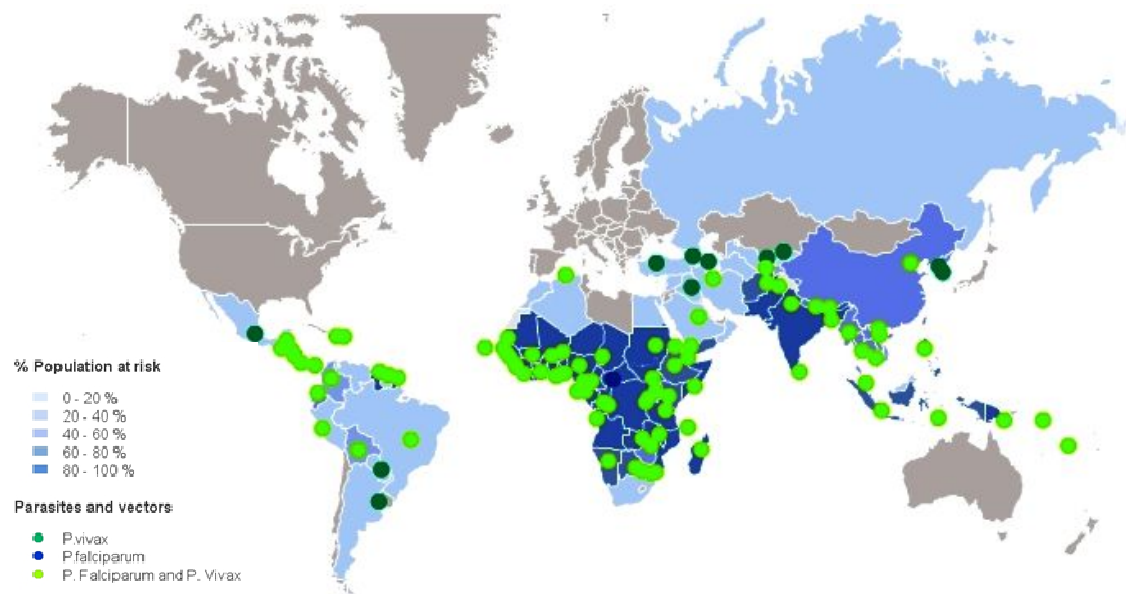 % Population at risk
0 - 20 %
20 - 40 %
40 - 60 %
60 - 80 %
80 - 100 %
Parasites and vectors
P.vivax
P.falciparum
P. Falciparum and P. Vivax